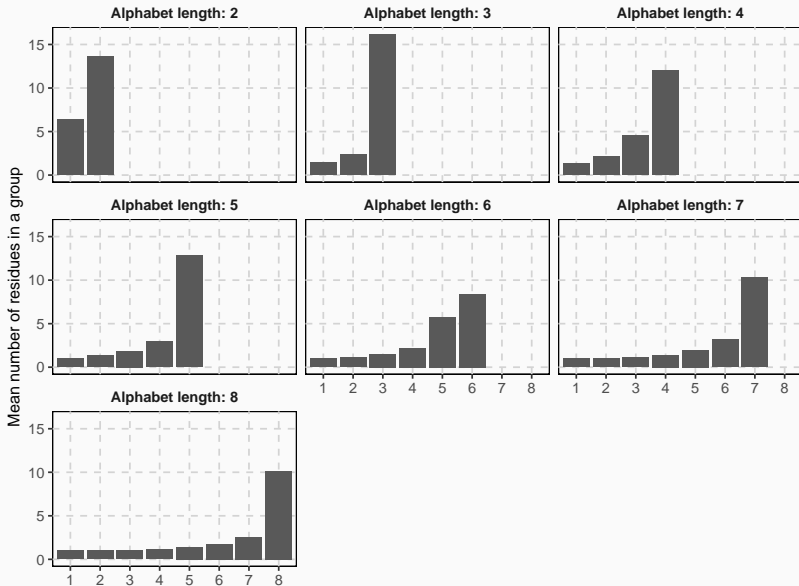 Alphabet length: 2
Alphabet length: 3
Alphabet length: 4
15
10
5
0
Mean number of residues in a group
Alphabet length: 5
Alphabet length: 6
Alphabet length: 7
15
10
5
0
1 2 3 4 5 6 7 8
1 2 3 4 5 6 7 8
Alphabet length: 8
15
10
5
0
1 2 3 4 5 6 7 8